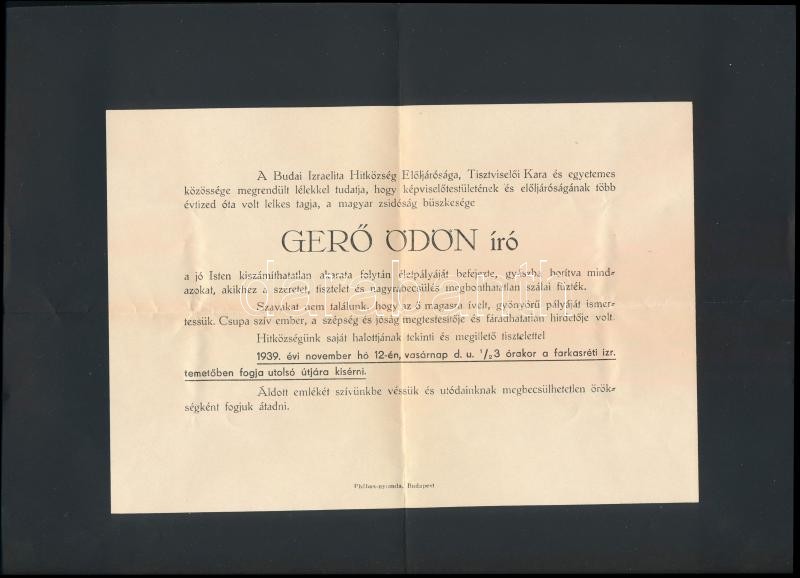 A Budai Izraelita Hitközség Előljárósága, Tisztviselői Kara és egyetemes
közössége megrendült lélekkel tudatja, hogy képviselőtestületének és előljáróságának több
évtized óta volt lelkes tagja, a magyar zsidóság büszkesége
GERŐ ÖDÖN író
a jó Isten kiszámíthatatlan akarata folytán életpályáját befejezte, gyászba borítva mind-
azokat, akikhez a szeretet, tisztelet és nagyrabecsülés megbonthatatlan szálai fűzték.
Szavakat nem találunk, hogy az ő magasra ívelt, gyönyörű pályáját ismer-
tessük. Csupa szív ember, a szépség és jóság megtestesítője és fáradhatatlan hirdetője volt.
Hitközségünk saját halottjának tekinti és megillető tisztelettel
1939. évi november hó 12-én, vasárnap d. u. 1/23 órakor a farkasréti izr.
temetőben fogja utolsó útjára kisérni.
Áldott emlékét szívünkbe véssük és utódainknak megbecsülhetetlen örök-
ségként fogjuk átadni.
Phőbus-nyomda, Budapest